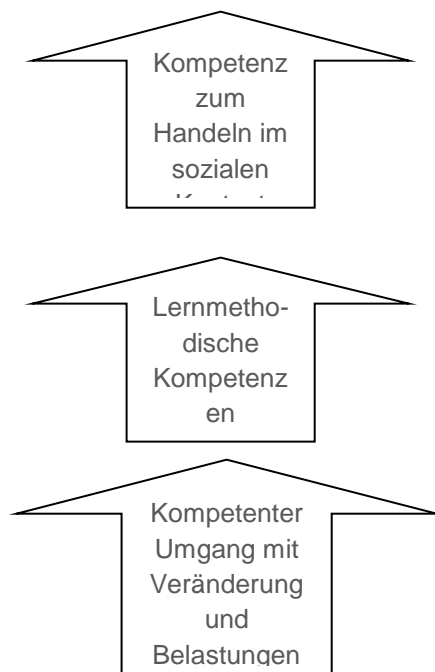 Kompetenz
zum
Handeln im
sozialen
Lernmetho-
dische
Kompetenz
en
Kompetenter
Umgang mit
Veränderung
und
Belastungen